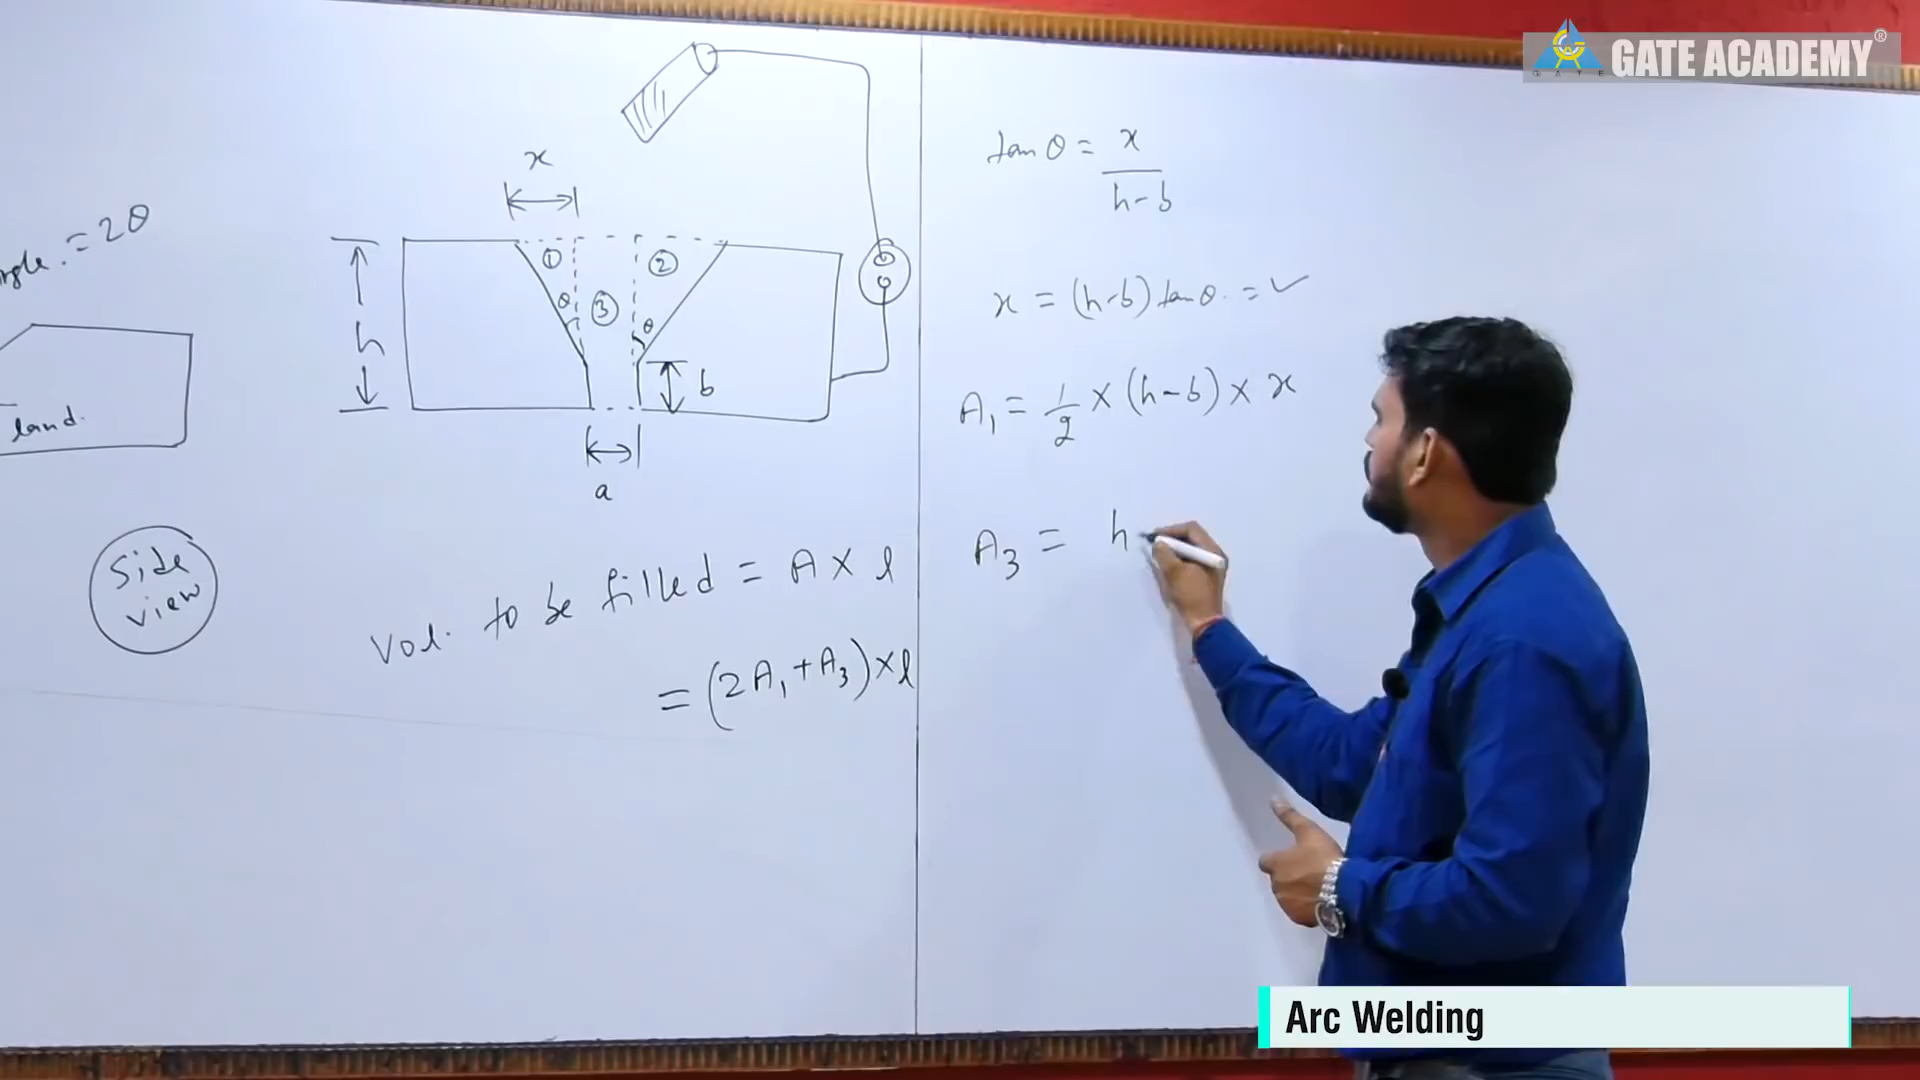 GATE ACADEMY®
GATE
= 2θ
land.
Side
view
x
① ②
θ ③ θ
h
b
a
Vol. to be filled = A × l
= (2A₁ + A₃) × l
tan θ = x / h-b
x = (h-b) tan θ. = ✓
A₁ = 1/2 × (h-b) × x
A₃ = h
Arc Welding